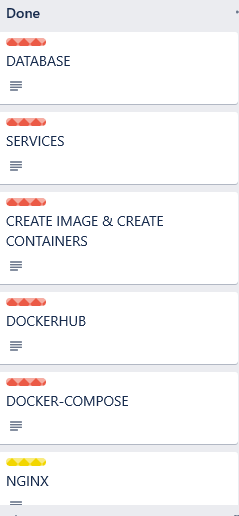 Done
DATABASE
SERVICES
CREATE IMAGE & CREATE
CONTAINERS
DOCKERHUB
DOCKER-COMPOSE
NGINX